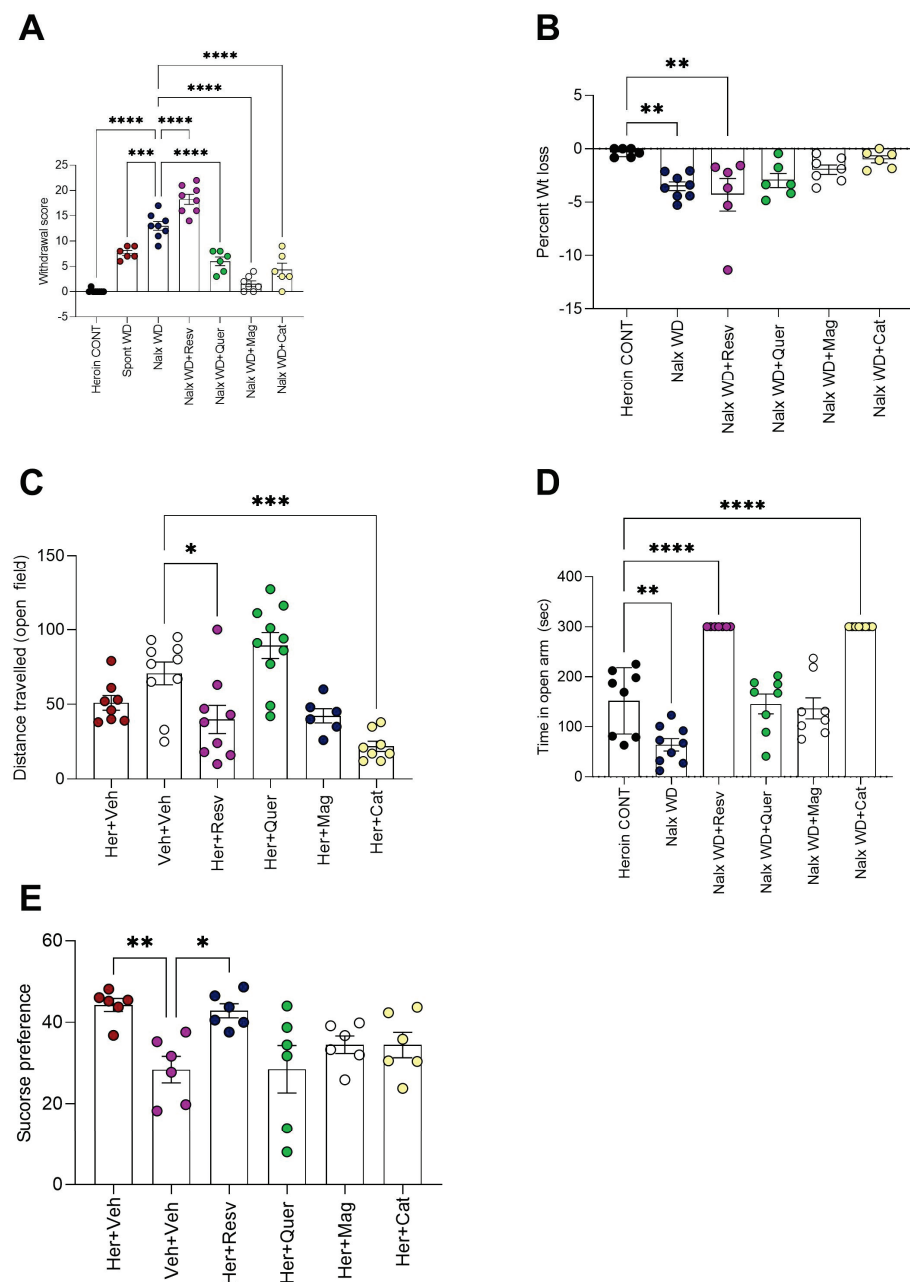 A
****
****
**** ****
*** ****
Withdrawal score
25
20
15
10
5
0
-5
Heroin CONT
Spont WD
Nalx WD
Nalx WD+Resv
Nalx WD+Quer
Nalx WD+Mag
Nalx WD+Cat
B
**
**
Percent Wt loss
5
0
-5
-10
-15
Heroin CONT
Nalx WD
Nalx WD+Resv
Nalx WD+Quer
Nalx WD+Mag
Nalx WD+Cat
C
***
*
Distance travelled (open field)
150
100
50
0
Her+Veh
Veh+Veh
Her+Resv
Her+Quer
Her+Mag
Her+Cat
D
****
****
**
Time in open arm (sec)
400
300
200
100
0
Heroin CONT
Nalx WD
Nalx WD+Resv
Nalx WD+Quer
Nalx WD+Mag
Nalx WD+Cat
E
** *
Sucorse preference
60
40
20
0
Her+Veh
Veh+Veh
Her+Resv
Her+Quer
Her+Mag
Her+Cat